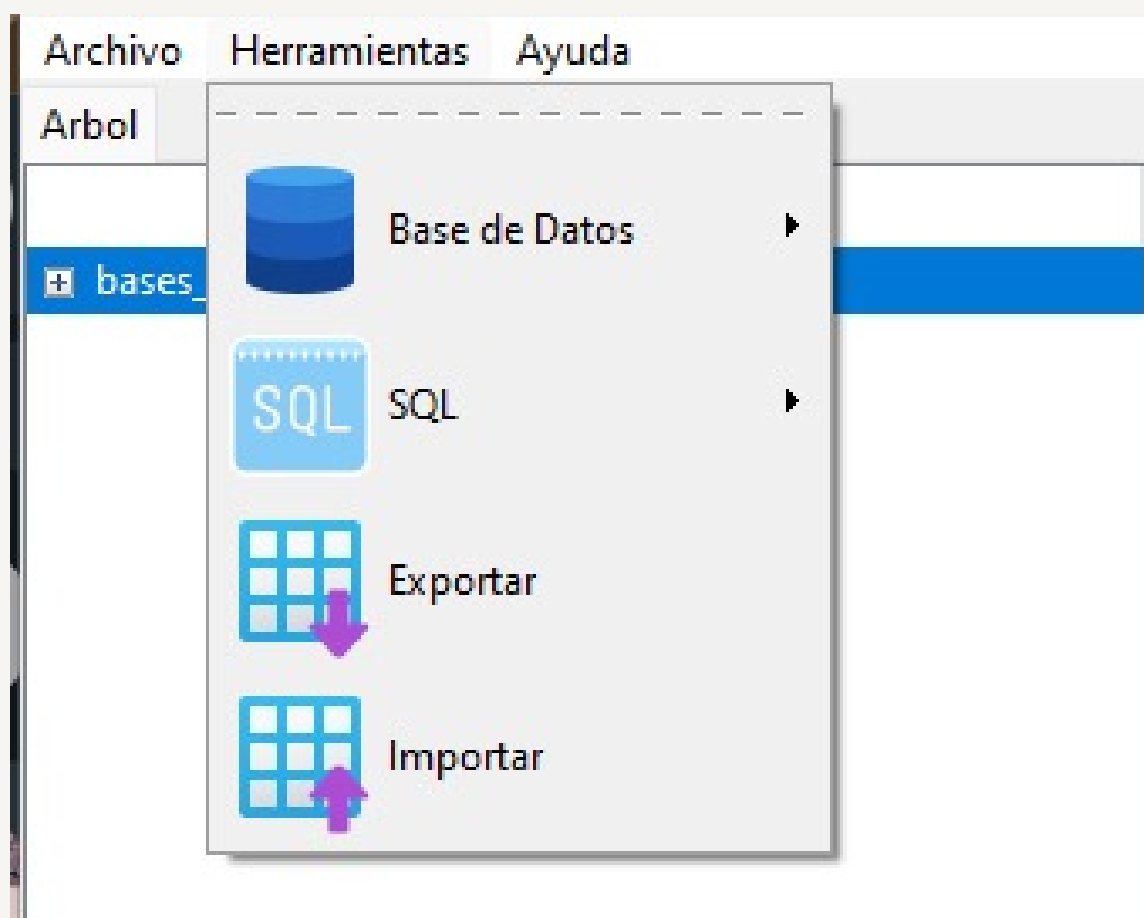 Archivo Herramientas Ayuda
Arbol
Base de Datos
bases_
SQL SQL
Exportar
Importar